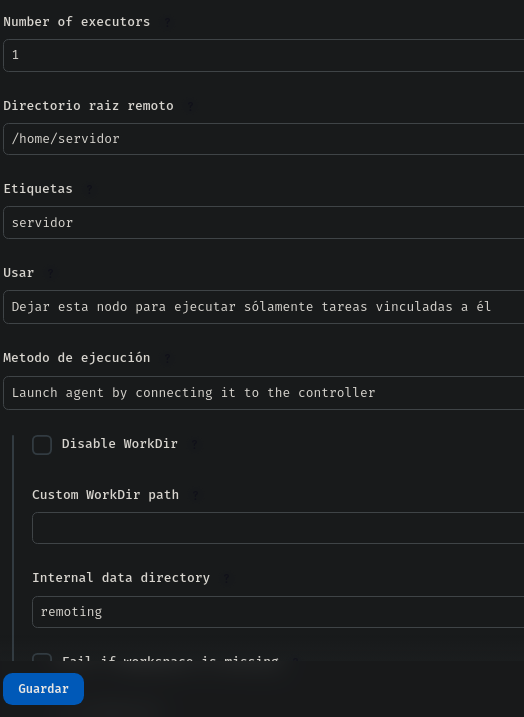 Number of executors ?
1
Directorio raiz remoto ?
/home/servidor
Etiquetas ?
servidor
Usar ?
Dejar esta nodo para ejecutar sólamente tareas vinculadas a él
Metodo de ejecución ?
Launch agent by connecting it to the controller
Disable WorkDir ?
Custom WorkDir path ?
Internal data directory ?
remoting
Fail if workspace is missing ?
Guardar